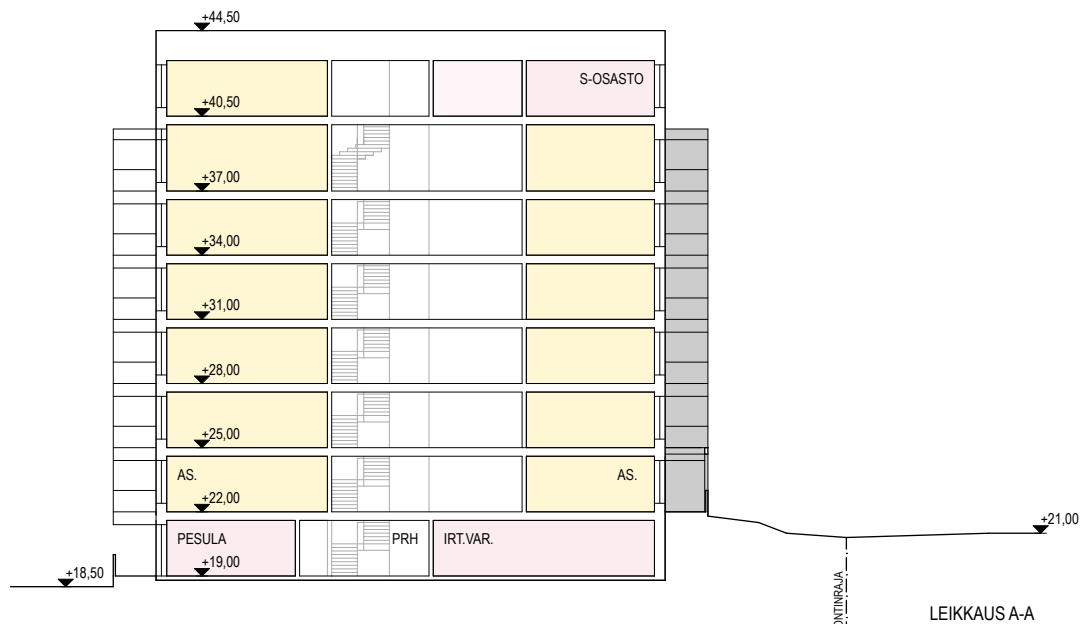 +44,50
S-OSASTO
+40,50
+37,00
+34,00
+31,00
+28,00
+25,00
AS. AS.
+22,00
+21,00
PESULA PRH IRT.VAR.
+19,00
+18,50
LEIKKAUS A-A